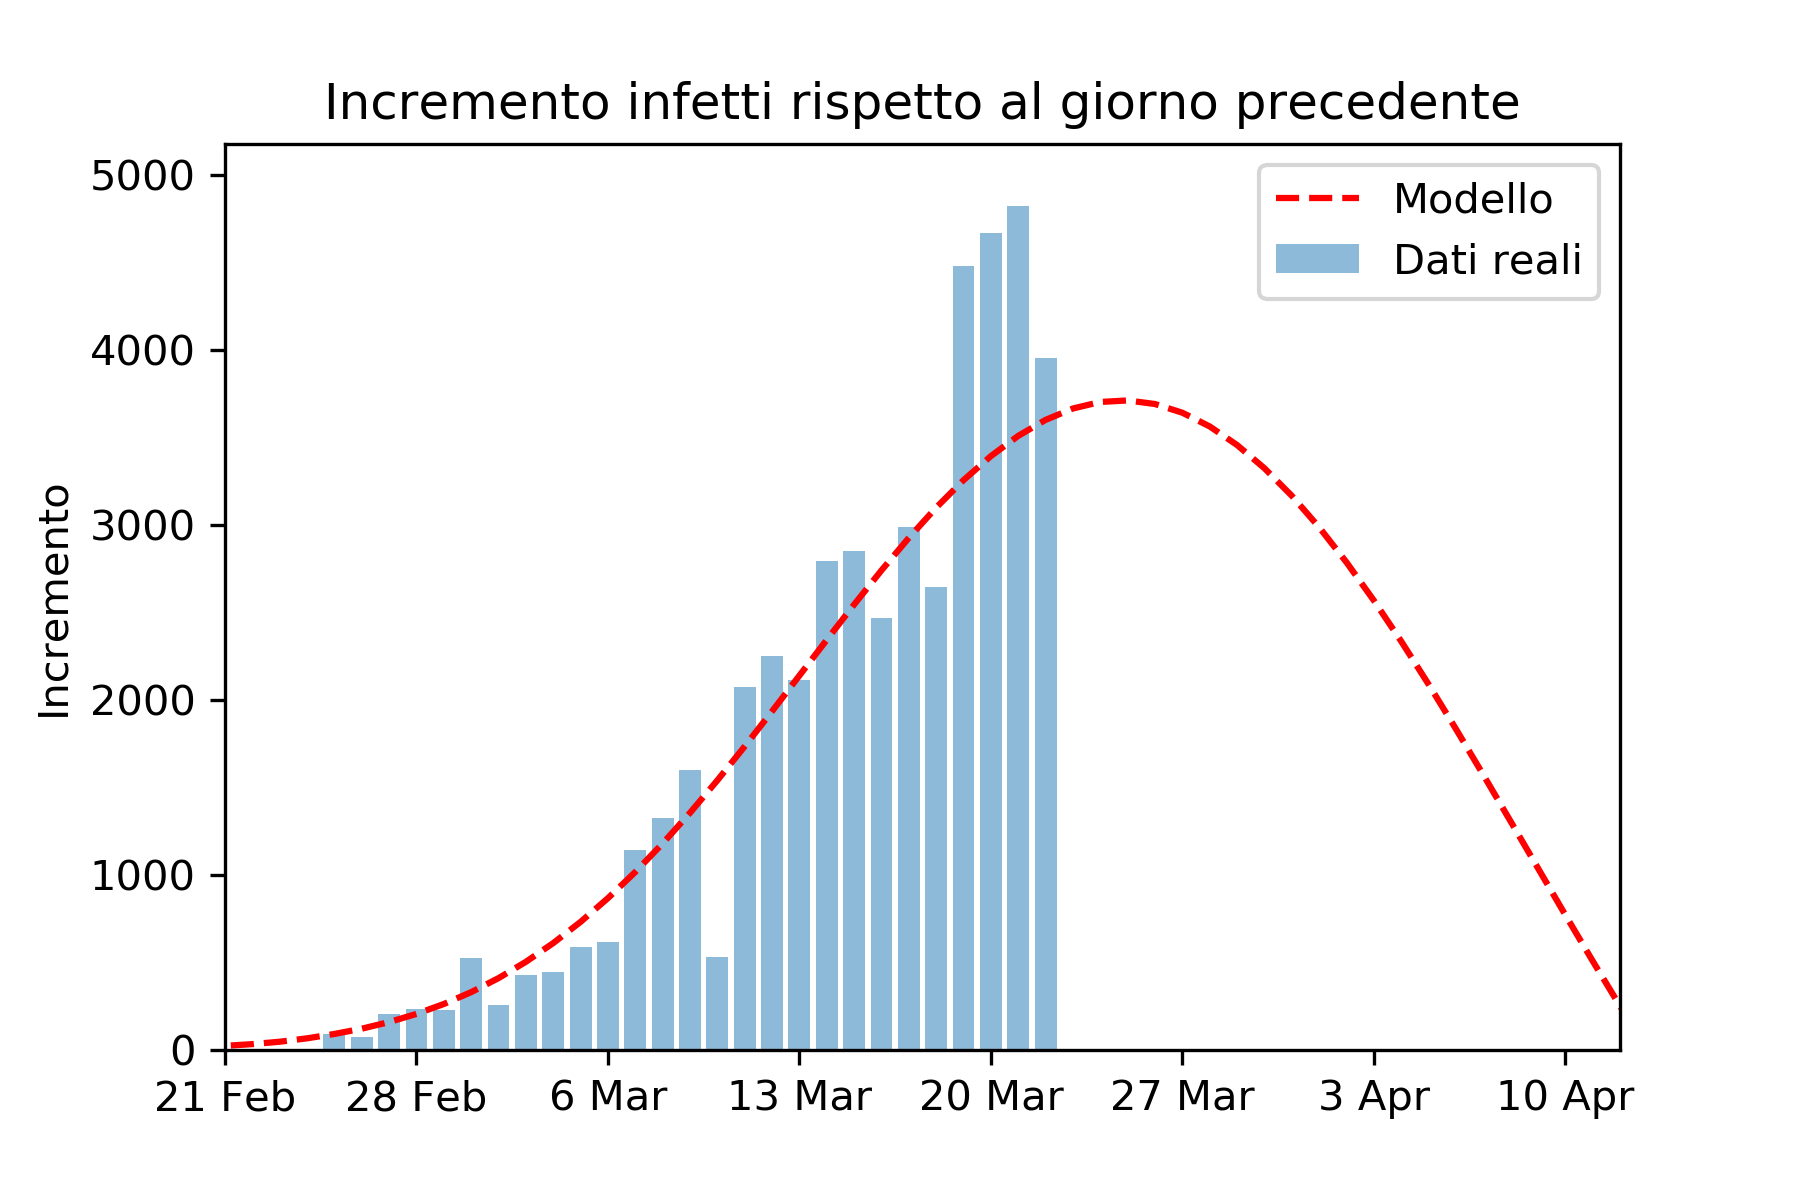 Incremento infetti rispetto al giorno precedente
Modello
Dati reali
Incremento
5000
4000
3000
2000
1000
0
21 Feb 28 Feb 6 Mar 13 Mar 20 Mar 27 Mar 3 Apr 10 Apr